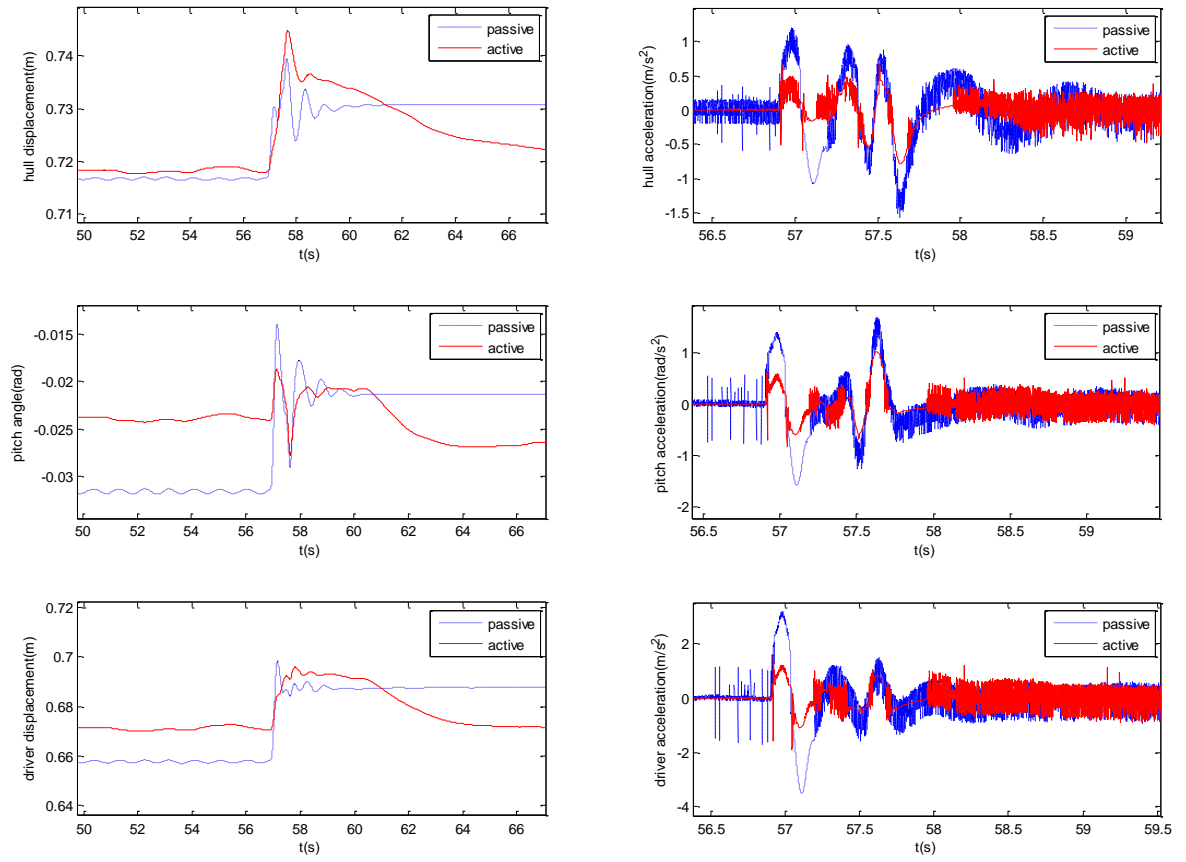 passive
active
0.74
0.73
0.72
0.71
hull displacement(m)
50 52 54 56 58 60 62 64 66
t(s)
passive
active
1
0.5
0
-0.5
-1
-1.5
hull acceleration(m/s²)
56.5 57 57.5 58 58.5 59
t(s)
passive
active
-0.015
-0.02
-0.025
-0.03
pitch angle(rad)
50 52 54 56 58 60 62 64 66
t(s)
passive
active
1
0
-1
-2
pitch acceleration(rad/s²)
56.5 57 57.5 58 58.5 59
t(s)
passive
active
0.72
0.7
0.68
0.66
0.64
driver displacement(m)
50 52 54 56 58 60 62 64 66
t(s)
passive
active
2
0
-2
-4
driver acceleration(m/s²)
56.5 57 57.5 58 58.5 59 59.5
t(s)